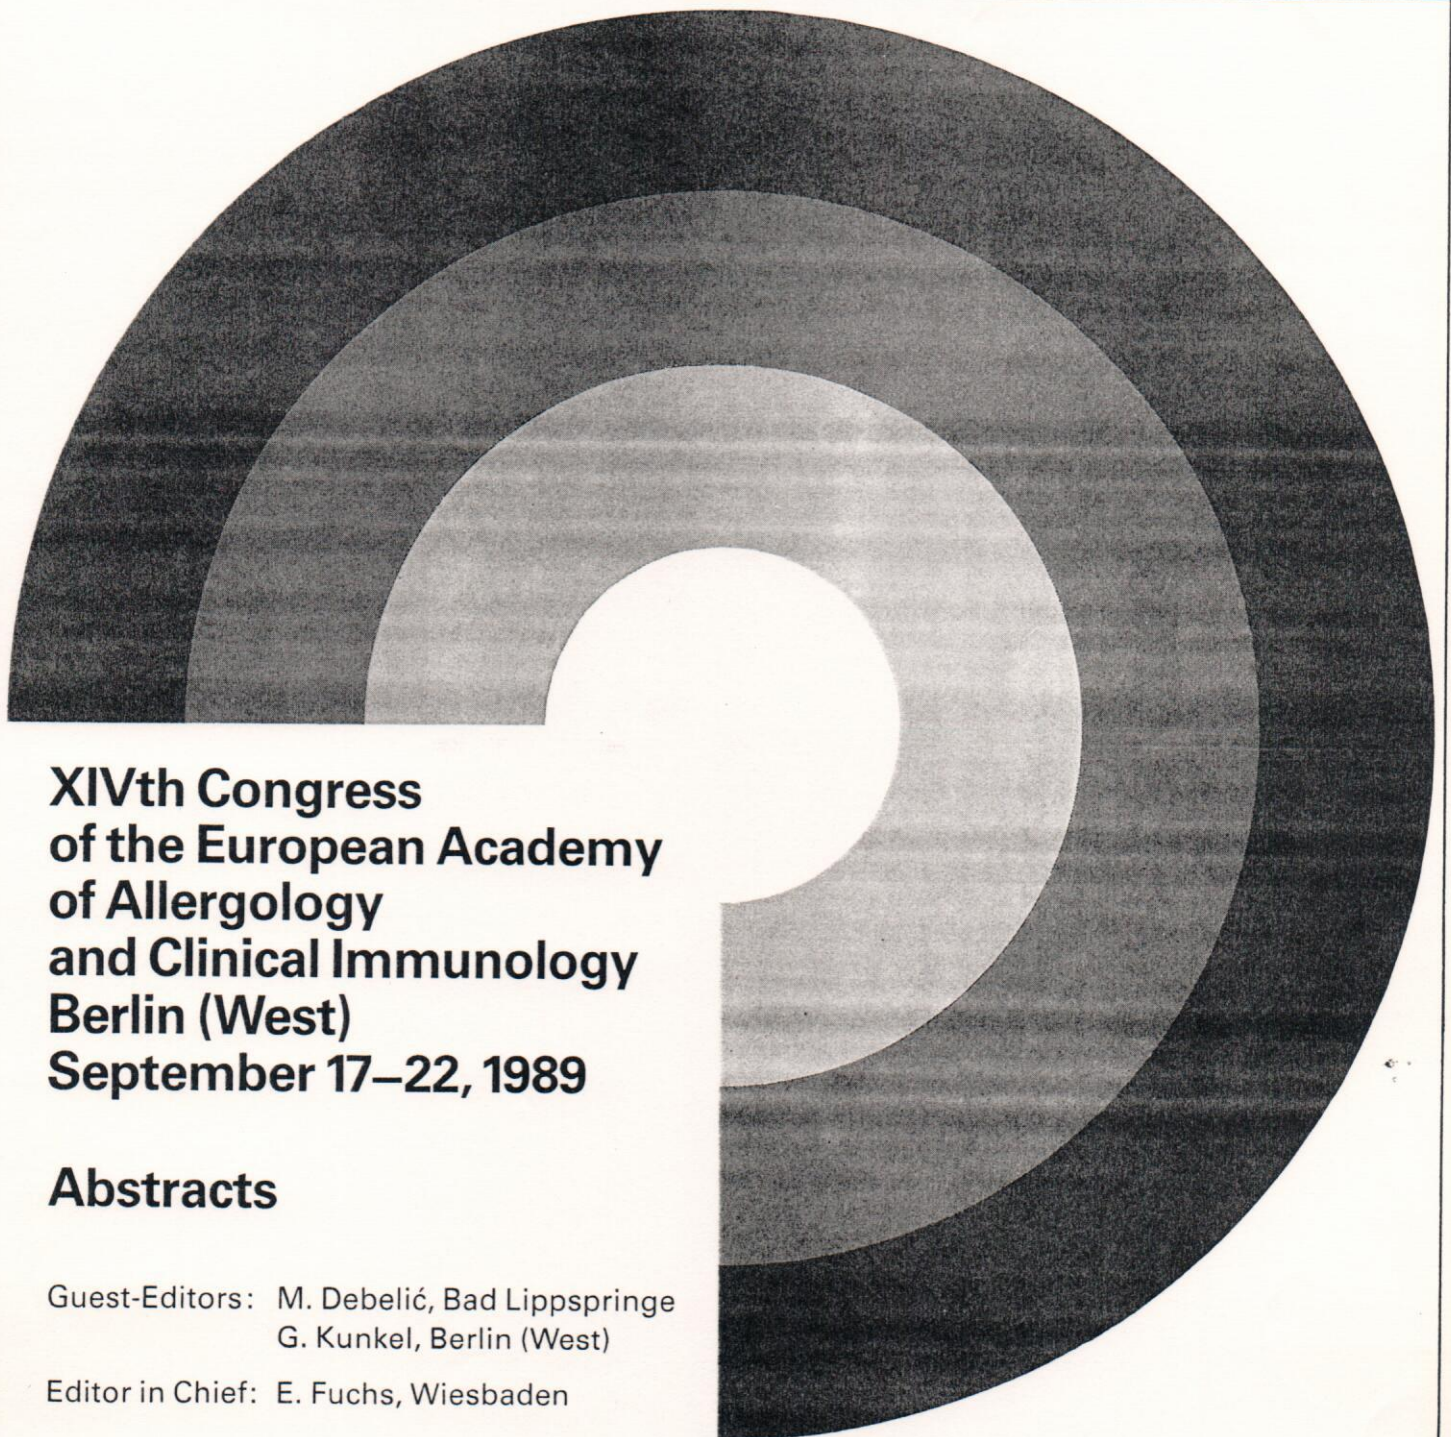 XIVth Congress
of the European Academy
of Allergology
and Clinical Immunology
Berlin (West)
September 17–22, 1989
Abstracts
Guest-Editors: M. Debelić, Bad Lippspringe
G. Kunkel, Berlin (West)
Editor in Chief: E. Fuchs, Wiesbaden